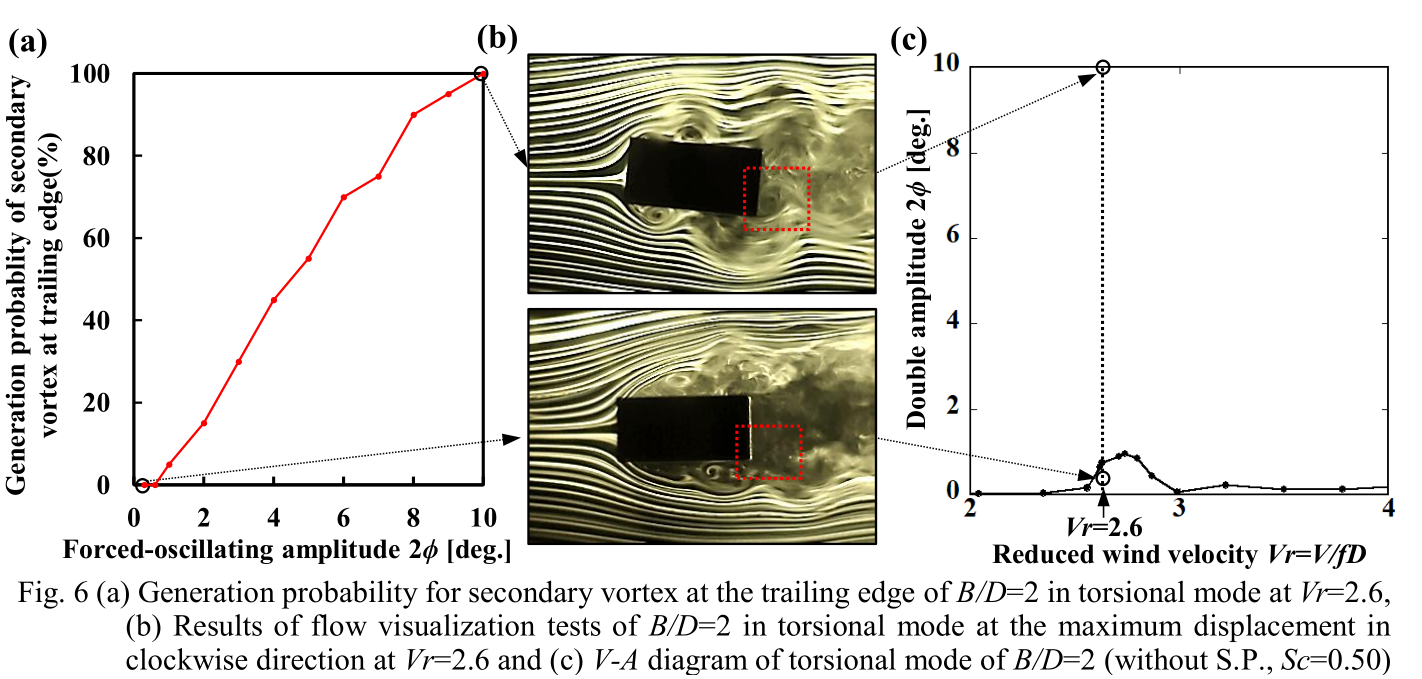 (a)
Generation probablity of secondary
vortex at trailing edge(%)
100
80
60
40
20
0
0 2 4 6 8 10
Forced-oscillating amplitude 2ϕ [deg.]
(b)
(c)
Double amplitude 2ϕ [deg.]
10
8
6
4
2
0
2 3 4
Vr=2.6
Reduced wind velocity Vr=V/fD
Fig. 6 (a) Generation probability for secondary vortex at the trailing edge of B/D=2 in torsional mode at Vr=2.6,
(b) Results of flow visualization tests of B/D=2 in torsional mode at the maximum displacement in
clockwise direction at Vr=2.6 and (c) V-A diagram of torsional mode of B/D=2 (without S.P., Sc=0.50)